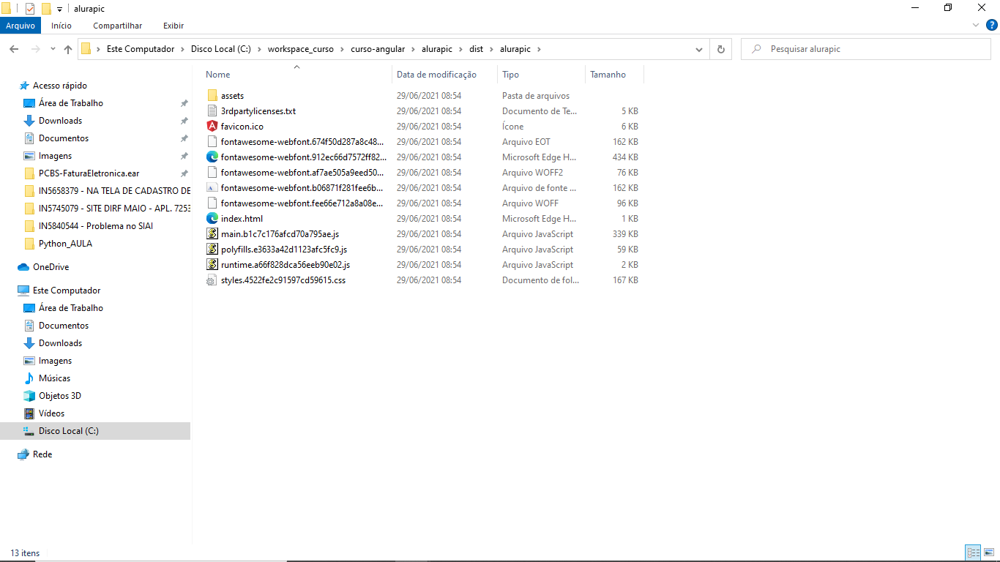 alurapic
Arquivo Início Compartilhar Exibir
Este Computador Disco Local (C:) workspace_curso curso-angular alurapic dist alurapic
Pesquisar alurapic
Nome Data de modificação Tipo Tamanho
assets 29/06/2021 08:54 Pasta de arquivos
3rdpartylicenses.txt 29/06/2021 08:54 Documento de Te... 5 KB
favicon.ico 29/06/2021 08:54 Ícone 6 KB
fontawesome-webfont.674f50d287a8c48... 29/06/2021 08:54 Arquivo EOT 162 KB
fontawesome-webfont.912ec66d7572ff82... 29/06/2021 08:54 Microsoft Edge H... 434 KB
fontawesome-webfont.af7ae505a9eed50... 29/06/2021 08:54 Arquivo WOFF2 76 KB
fontawesome-webfont.b06871f281fee6b... 29/06/2021 08:54 Arquivo de fonte ... 162 KB
fontawesome-webfont.fee66e712a8a08e... 29/06/2021 08:54 Arquivo WOFF 96 KB
index.html 29/06/2021 08:54 Microsoft Edge H... 1 KB
main.b1c7c176afcd70a795ae.js 29/06/2021 08:54 Arquivo JavaScript 339 KB
polyfills.e3633a42d1123afc5fc9.js 29/06/2021 08:54 Arquivo JavaScript 59 KB
runtime.a66f828dca56eeb90e02.js 29/06/2021 08:54 Arquivo JavaScript 2 KB
styles.4522fe2c91597cd59615.css 29/06/2021 08:54 Documento de fol... 167 KB
Acesso rápido
Área de Trabalho
Downloads
Documentos
Imagens
PCBS-FaturaEletronica.ear
IN5658379 - NA TELA DE CADASTRO DE
IN5745079 - SITE DIRF MAIO - APL. 7253
IN5840544 - Problema no SIAI
Python_AULA
OneDrive
Este Computador
Área de Trabalho
Documentos
Downloads
Imagens
Músicas
Objetos 3D
Vídeos
Disco Local (C:)
Rede
13 itens